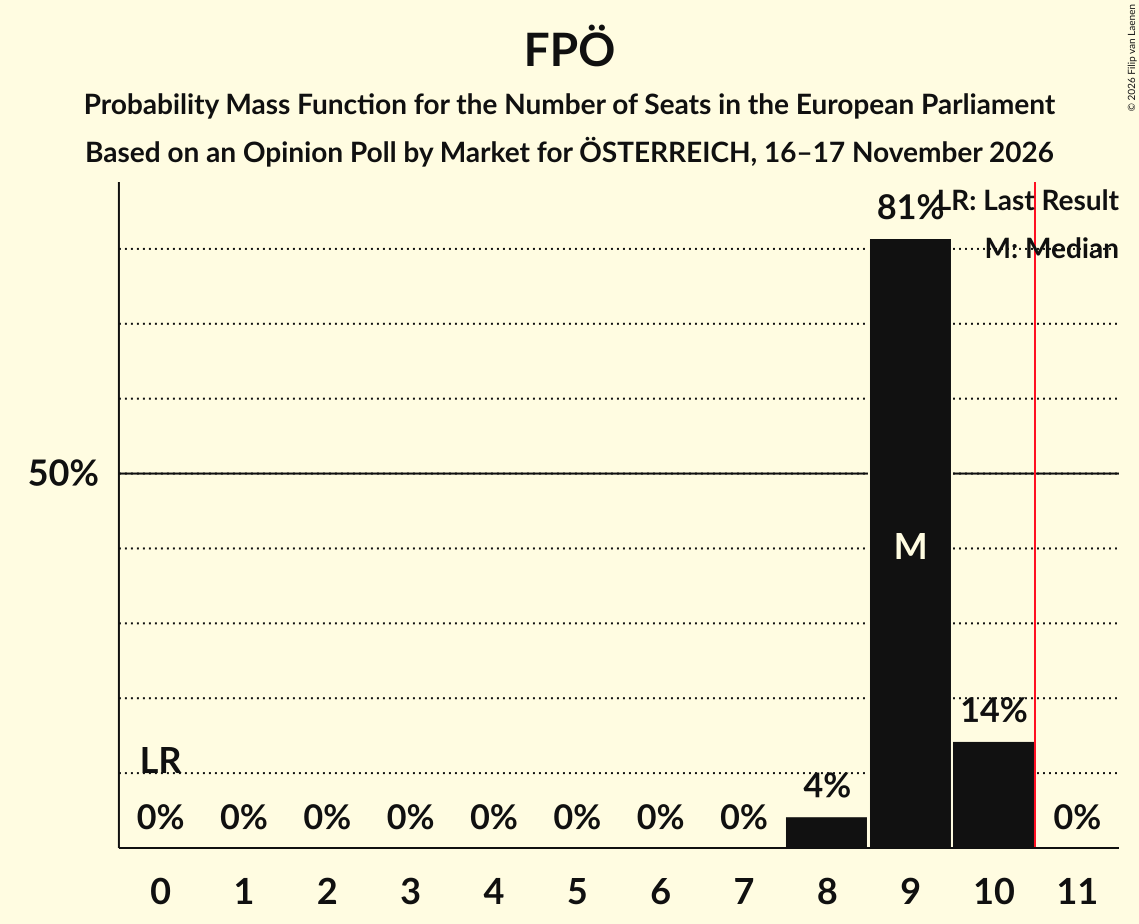 FPÖ
Probability Mass Function for the Number of Seats in the European Parliament
Based on an Opinion Poll by Market for ÖSTERREICH, 16–17 November 2026
© 2026 Filip van Laenen
LR: Last Result
M: Median
81%
50%
M
14%
LR
4%
0% 0% 0% 0% 0% 0% 0% 0% 0%
0 1 2 3 4 5 6 7 8 9 10 11